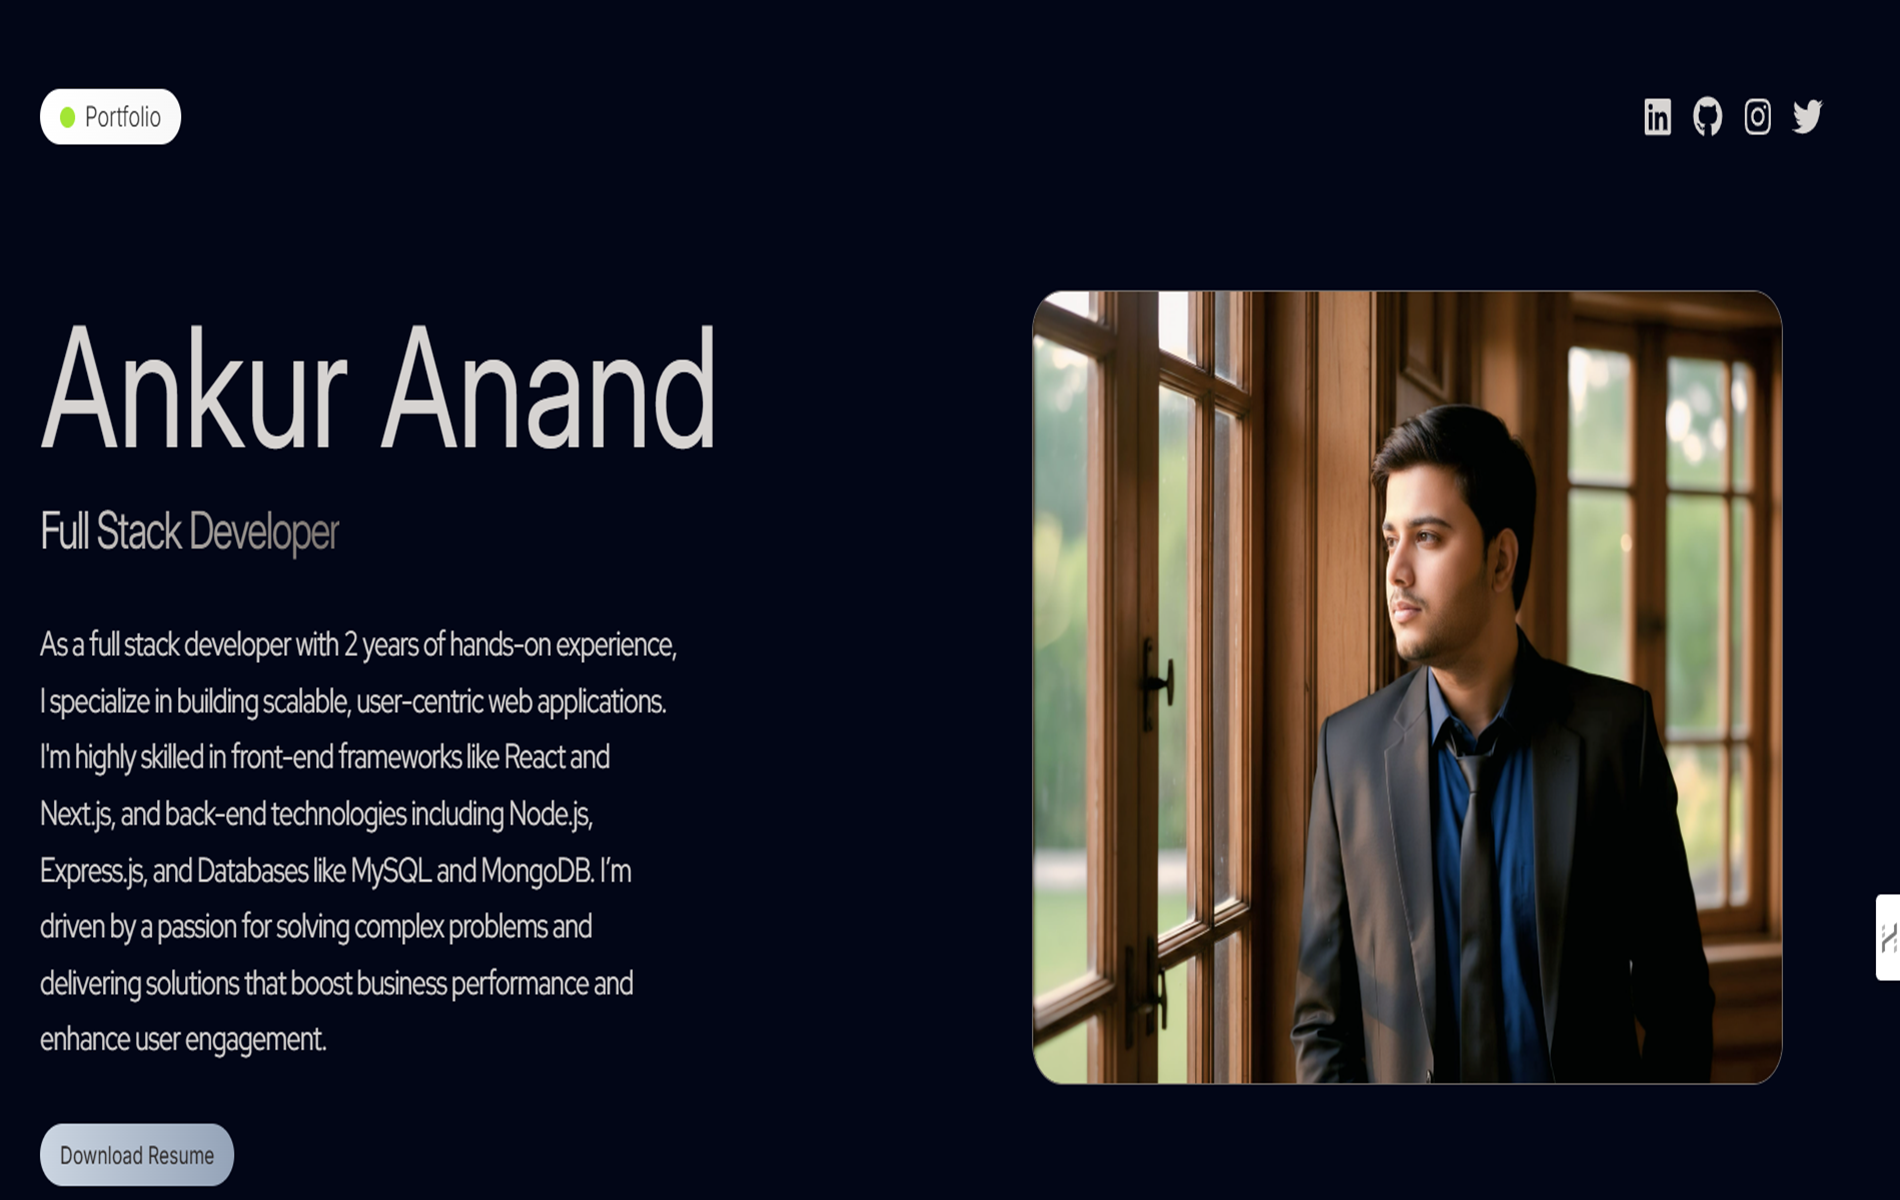 Portfolio
Ankur Anand
Full Stack Developer
As a full stack developer with 2 years of hands-on experience,
I specialize in building scalable, user-centric web applications.
I'm highly skilled in front-end frameworks like React and
Next.js, and back-end technologies including Node.js,
Express.js, and Databases like MySQL and MongoDB. I’m
driven by a passion for solving complex problems and
delivering solutions that boost business performance and
enhance user engagement.
Download Resume